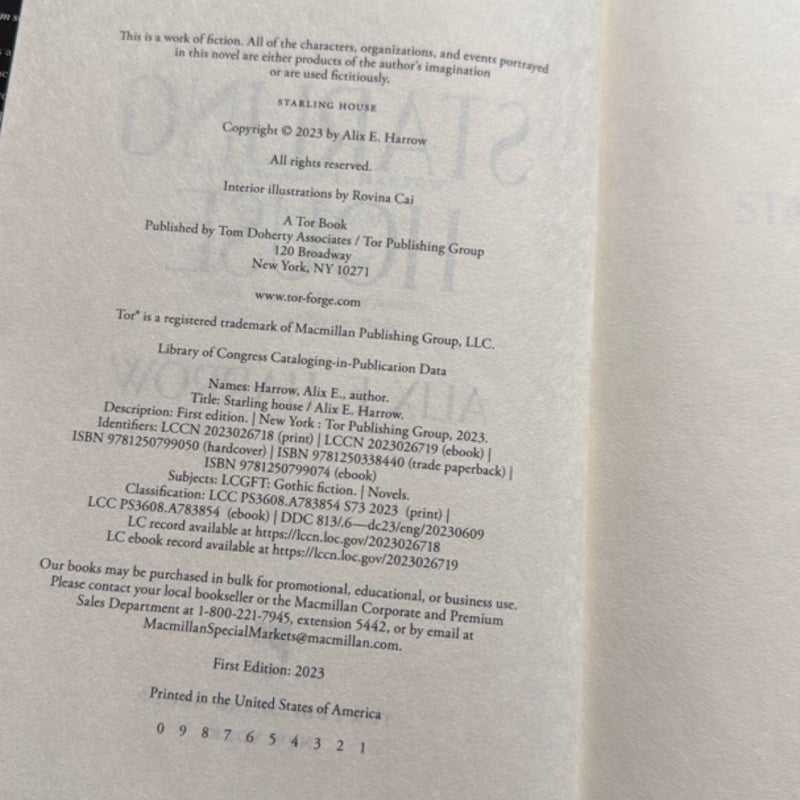 This is a work of fiction. All of the characters, organizations, and events portrayed
in this novel are either products of the author's imagination
or are used fictitiously.
STARLING HOUSE
Copyright © 2023 by Alix E. Harrow
All rights reserved.
Interior illustrations by Rovina Cai
A Tor Book
Published by Tom Doherty Associates / Tor Publishing Group
120 Broadway
New York, NY 10271
www.tor-forge.com
Tor® is a registered trademark of Macmillan Publishing Group, LLC.
Library of Congress Cataloging-in-Publication Data
Names: Harrow, Alix E., author.
Title: Starling house / Alix E. Harrow.
Description: First edition. | New York : Tor Publishing Group, 2023.
Identifiers: LCCN 2023026718 (print) | LCCN 2023026719 (ebook) |
ISBN 9781250799050 (hardcover) | ISBN 9781250338440 (trade paperback) |
ISBN 9781250799074 (ebook)
Subjects: LCGFT: Gothic fiction. | Novels.
Classification: LCC PS3608.A783854 S73 2023 (print) |
LCC PS3608.A783854 (ebook) | DDC 813/.6—dc23/eng/20230609
LC record available at https://lccn.loc.gov/2023026718
LC ebook record available at https://lccn.loc.gov/2023026719
Our books may be purchased in bulk for promotional, educational, or business use.
Please contact your local bookseller or the Macmillan Corporate and Premium
Sales Department at 1-800-221-7945, extension 5442, or by email at
MacmillanSpecialMarkets@macmillan.com.
First Edition: 2023
Printed in the United States of America
0 9 8 7 6 5 4 3 2 1